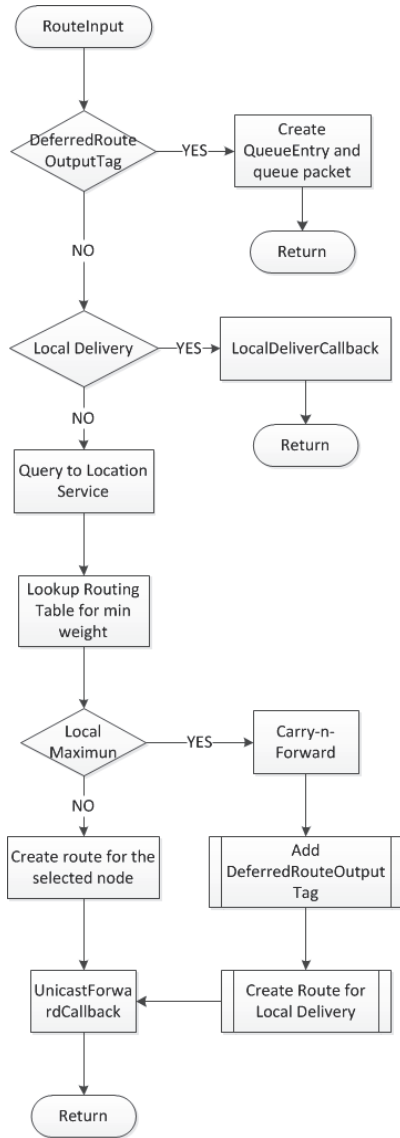 RouteInput
DeferredRoute
OutputTag
YES
Create
QueueEntry and
queue packet
Return
NO
Local Delivery
YES
LocalDeliverCallback
Return
NO
Query to Location
Service
Lookup Routing
Table for min
weight
Local
Maximun
YES
Carry-n-
Forward
NO
Create route for the
selected node
Add
DeferredRouteOutput
Tag
UnicastForwa
rdCallback
Create Route for
Local Delivery
Return